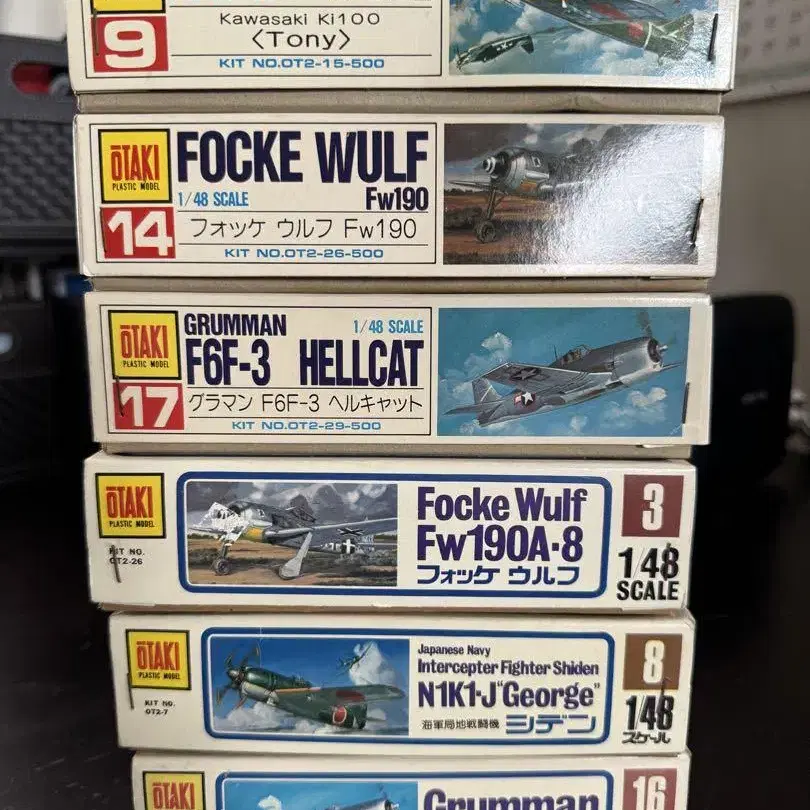 9
Kawasaki Ki100
〈Tony〉
KIT NO.OT2-15-500
ŌTAKI
PLASTIC MODEL
14
FOCKE WULF
1/48 SCALE
Fw190
フォッケ ウルフ Fw190
KIT NO.OT2-26-500
ŌTAKI
PLASTIC MODEL
17
GRUMMAN
1/48 SCALE
F6F-3 HELLCAT
グラマン F6F-3 ヘルキャット
KIT NO.OT2-29-500
ŌTAKI
PLASTIC MODEL
KIT NO.
OT2-26
Focke Wulf
Fw190A-8
フォッケ ウルフ
3
1/48
SCALE
ŌTAKI
PLASTIC MODEL
KIT NO.
OT2-7
Japanese Navy
Intercepter Fighter Shiden
N1K1-J"George"
海軍局地戦闘機 シデン
8
1/48
スケール
ŌTAKI
Grumman
16